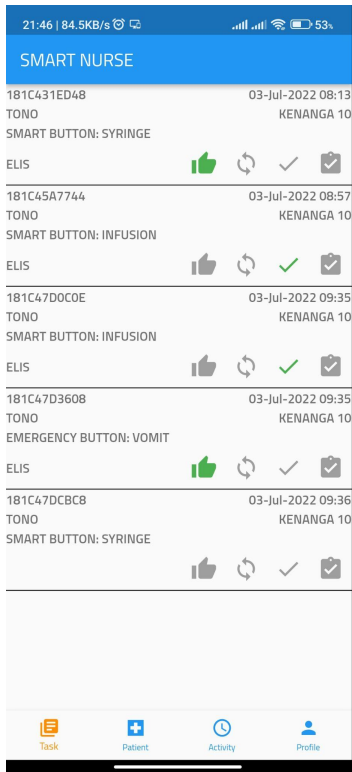 21:46 | 84.5KB/s 53%
SMART NURSE
181C431ED48 03-Jul-2022 08:13
TONO KENANGA 10
SMART BUTTON: SYRINGE
ELIS
181C45A7744 03-Jul-2022 08:57
TONO KENANGA 10
SMART BUTTON: INFUSION
ELIS
181C47D0C0E 03-Jul-2022 09:35
TONO KENANGA 10
SMART BUTTON: INFUSION
ELIS
181C47D3608 03-Jul-2022 09:35
TONO KENANGA 10
EMERGENCY BUTTON: VOMIT
ELIS
181C47DCBC8 03-Jul-2022 09:36
TONO KENANGA 10
SMART BUTTON: SYRINGE
Task Patient Activity Profile